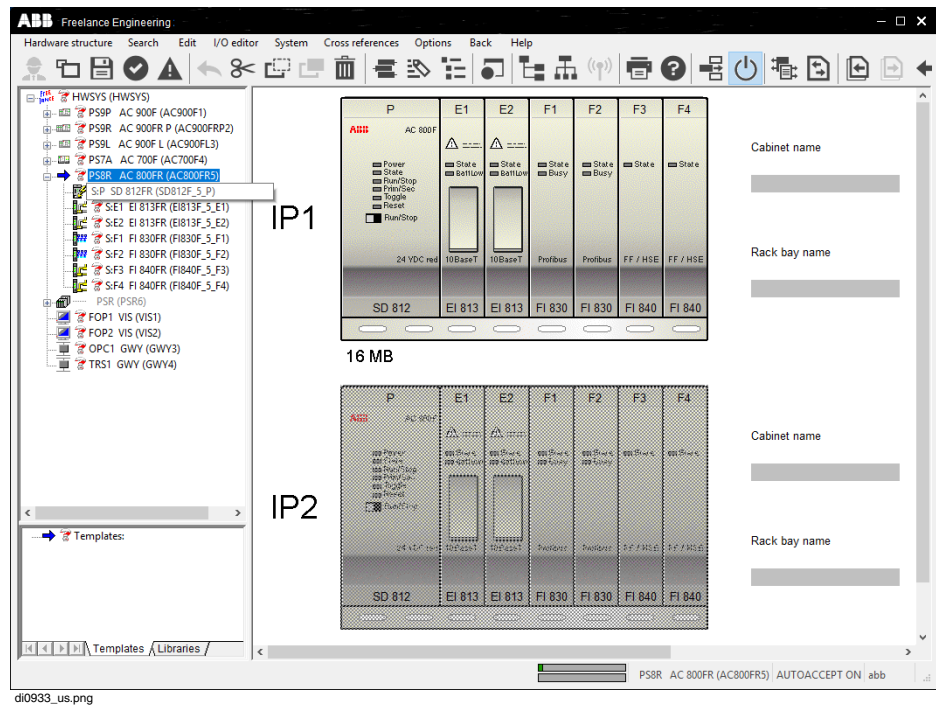 ABB Freelance Engineering
Hardware structure Search Edit I/O editor System Cross references Options Back Help
HWSYS (HWSYS)
PS9P AC 900F (AC900F1)
PS9R AC 900FR P (AC900FRP2)
PS9L AC 900F L (AC900FL3)
PS7A AC 700F (AC700F4)
PS8R AC 800FR (AC800FR5)
S:P SD 812FR (SD812F_5_P)
S:E1 EI 813FR (EI813F_5_E1)
S:E2 EI 813FR (EI813F_5_E2)
S:F1 FI 830FR (FI830F_5_F1)
S:F2 FI 830FR (FI830F_5_F2)
S:F3 FI 840FR (FI840F_5_F3)
S:F4 FI 840FR (FI840F_5_F4)
PSR (PSR6)
FOP1 VIS (VIS1)
FOP2 VIS (VIS2)
OPC1 GWY (GWY3)
TRS1 GWY (GWY4)
Templates:
Templates Libraries
IP1
P E1 E2 F1 F2 F3 F4
ABB AC 800F
Power State State State State State State
State BattLow BattLow Busy Busy
Run/Stop
Prim/Sec
Toggle
Reset
Run/Stop
24 VDC red 10BaseT 10BaseT Profibus Profibus FF / HSE FF / HSE
SD 812 EI 813 EI 813 FI 830 FI 830 FI 840 FI 840
16 MB
Cabinet name
Rack bay name
IP2
P E1 E2 F1 F2 F3 F4
ABB
SD 812 EI 813 EI 813 FI 830 FI 830 FI 840 FI 840
Cabinet name
Rack bay name
PS8R AC 800FR (AC800FR5) AUTOACCEPT ON abb
di0933_us.png